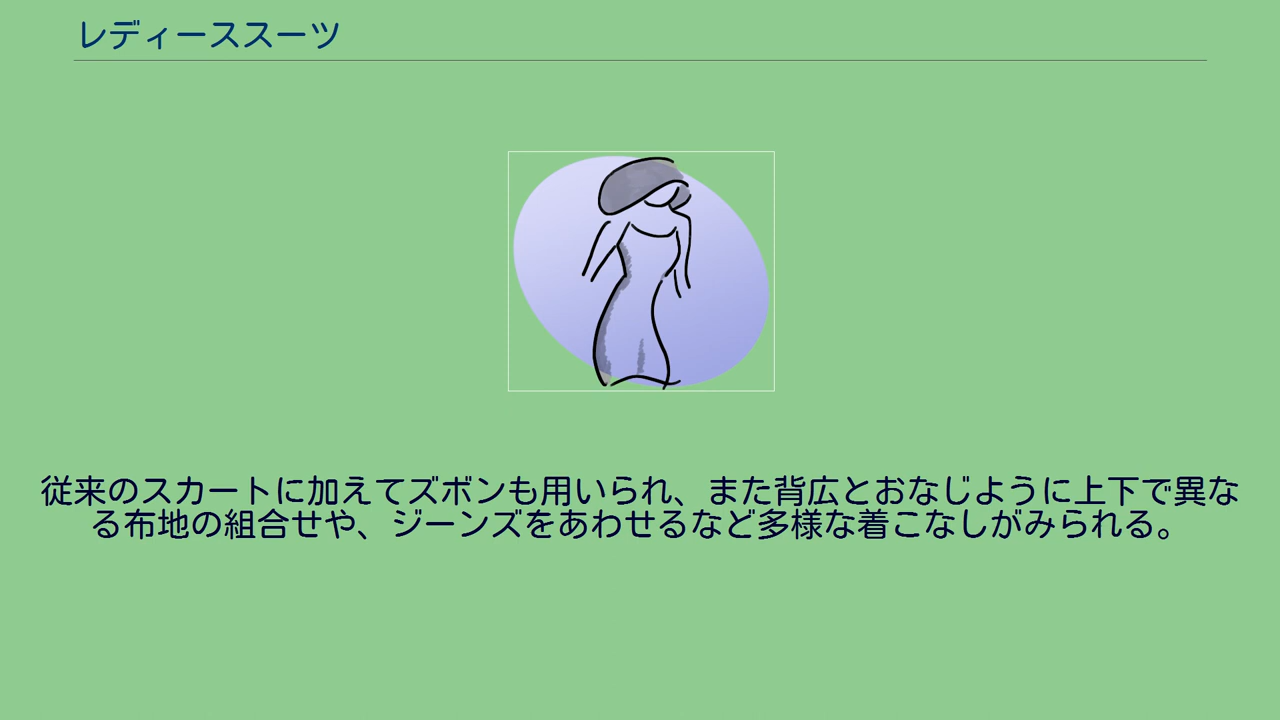 レディーススーツ
従来のスカートに加えてズボンも用いられ、また背広とおなじように上下で異な
る布地の組合せや、ジーンズをあわせるなど多様な着こなしがみられる。